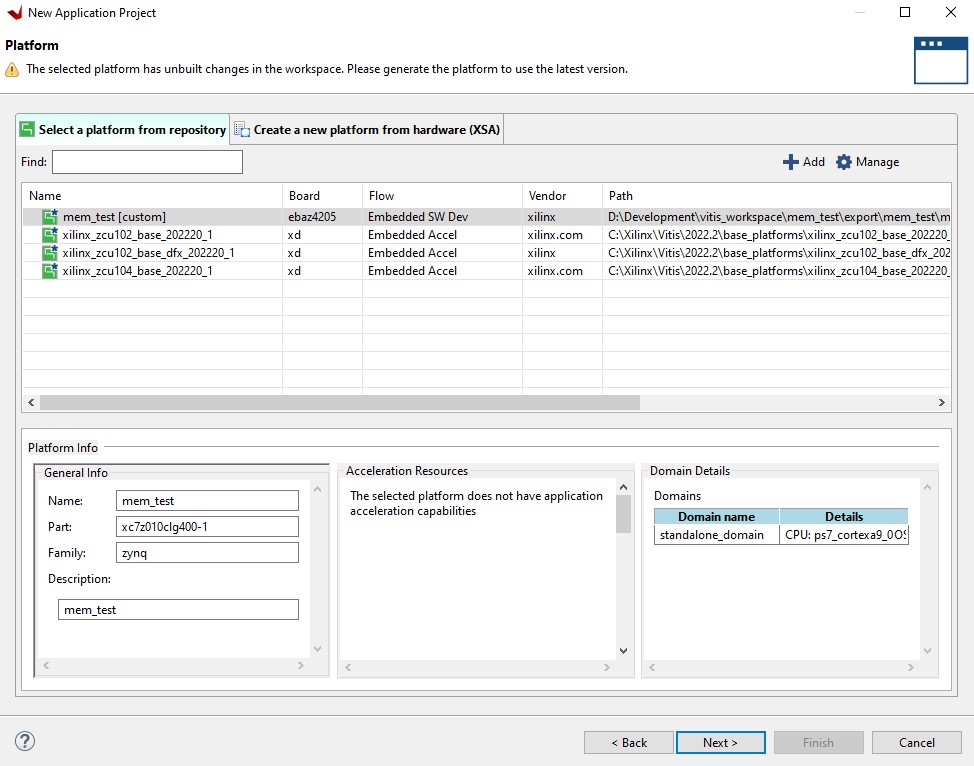 New Application Project
Platform
The selected platform has unbuilt changes in the workspace. Please generate the platform to use the latest version.
Select a platform from repository Create a new platform from hardware (XSA)
Find: Add Manage
Name Board Flow Vendor Path
mem_test [custom] ebaz4205 Embedded SW Dev xilinx D:\Development\vitis_workspace\mem_test\export\mem_test\m
xilinx_zcu102_base_202220_1 xd Embedded Accel xilinx.com C:\Xilinx\Vitis\2022.2\base_platforms\xilinx_zcu102_base_202220_
xilinx_zcu102_base_dfx_202220_1 xd Embedded Accel xilinx C:\Xilinx\Vitis\2022.2\base_platforms\xilinx_zcu102_base_dfx_202
xilinx_zcu104_base_202220_1 xd Embedded Accel xilinx.com C:\Xilinx\Vitis\2022.2\base_platforms\xilinx_zcu104_base_202220_
Platform Info
General Info
Name: mem_test
Part: xc7z010clg400-1
Family: zynq
Description:
mem_test
Acceleration Resources
The selected platform does not have application
acceleration capabilities
Domain Details
Domains
Domain name Details
standalone_domain CPU: ps7_cortexa9_0 OS
? < Back Next > Finish Cancel